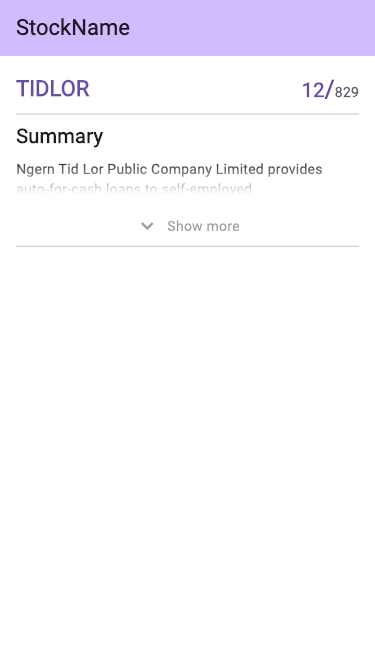 StockName
TIDLOR
12/829
Summary
Ngern Tid Lor Public Company Limited provides
auto-for-cash loans to self-employed
Show more